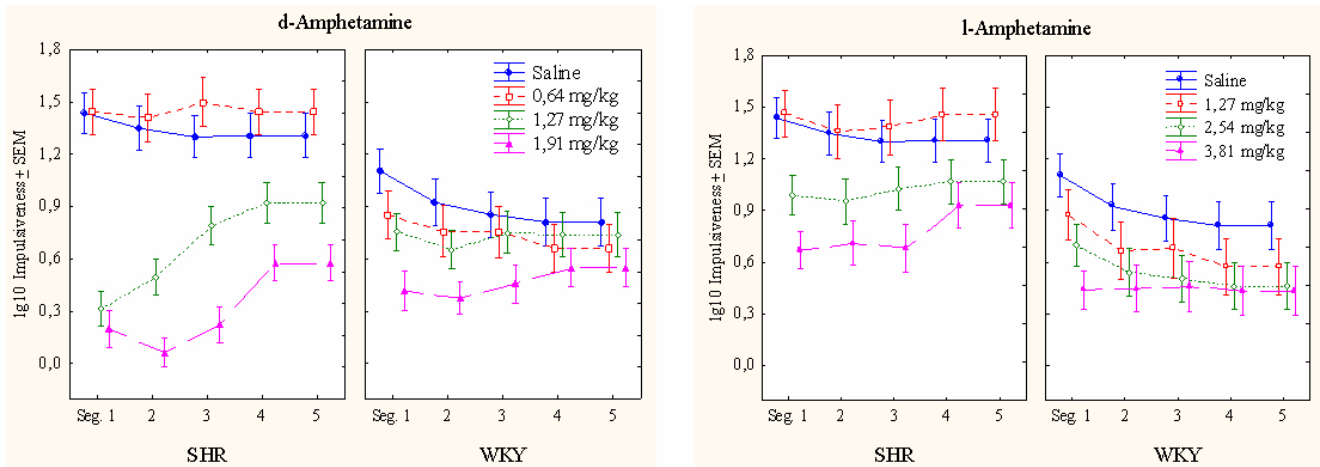 d-Amphetamine
lg10 Impulsiveness ± SEM
1,8
1,5
1,2
0,9
0,6
0,3
0,0
Saline
0,64 mg/kg
1,27 mg/kg
1,91 mg/kg
Seg. 1 2 3 4 5
SHR
Seg. 1 2 3 4 5
WKY
l-Amphetamine
lg10 Impulsiveness ± SEM
1,8
1,5
1,2
0,9
0,6
0,3
0,0
Saline
1,27 mg/kg
2,54 mg/kg
3,81 mg/kg
Seg. 1 2 3 4 5
SHR
Seg. 1 2 3 4 5
WKY